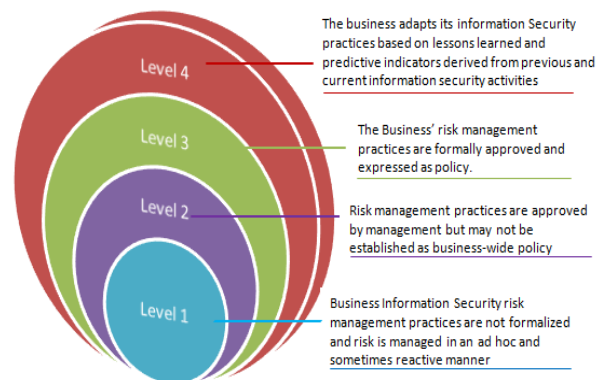 The business adapts its information Security
practices based on lessons learned and
predictive indicators derived from previous and
current information security activities
Level 4
The Business' risk management
practices are formally approved and
expressed as policy.
Level 3
Risk management practices are approved
by management but may not be
established as business-wide policy
Level 2
Business Information Security risk
management practices are not formalized
and risk is managed in an ad hoc and
sometimes reactive manner
Level 1